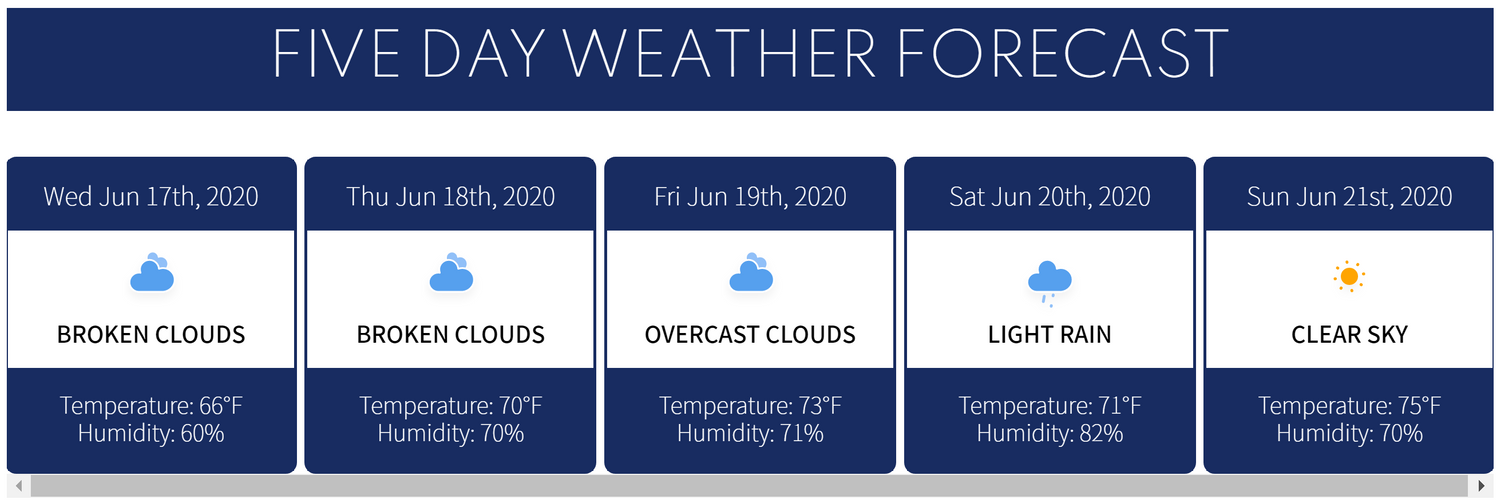 FIVE DAY WEATHER FORECAST
Wed Jun 17th, 2020
BROKEN CLOUDS
Temperature: 66°F
Humidity: 60%
Thu Jun 18th, 2020
BROKEN CLOUDS
Temperature: 70°F
Humidity: 70%
Fri Jun 19th, 2020
OVERCAST CLOUDS
Temperature: 73°F
Humidity: 71%
Sat Jun 20th, 2020
LIGHT RAIN
Temperature: 71°F
Humidity: 82%
Sun Jun 21st, 2020
CLEAR SKY
Temperature: 75°F
Humidity: 70%